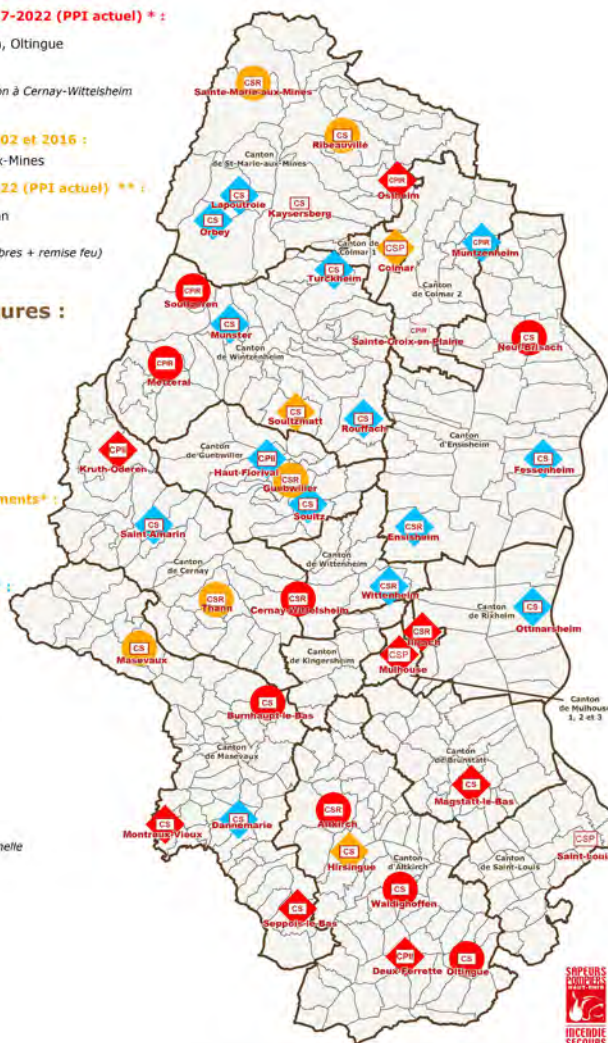 7-2022 (PPI actuel) * :
, Oltingue
n à Cernay-Wittelsheim
02 et 2016 :
x-Mines
22 (PPI actuel) ** :
an
bres + remise feu)
tures :
ments* :
:
nelle
CSR
Sainte-Marie-aux-Mines
CS
Ribeauvillé
Canton
de St-Marie-aux-Mines
CPIR
Ostheim
CS
Lapoutroie
CS
Kaysersberg
CS
Orbey
Canton de
Colmar 1
CSP
Colmar
CPIR
Muntzenheim
CS
Turckheim
Canton
de Colmar 2
CPIR
Soultzeren
CS
Munster
Canton
de Wintzenheim
CPIR
Sainte-Croix-en-Plaine
CS
Neuf-Brisach
CPIR
Metzeral
CS
Soultzmatt
CS
Rouffach
Canton
d'Ensisheim
CPII
Kruth-Oderen
Canton
de Guebwiller
CPII
Haut-Florival
CSR
Guebwiller
CS
Soultz
CS
Fessenheim
CS
Saint-Amarin
CSR
Ensisheim
Canton
de Wittenheim
Canton
de Cernay
CSR
Thann
CSR
Cernay-Wittelsheim
CSR
Wittenheim
Canton
de Rixheim
CS
Ottmarsheim
CS
Masevaux
Canton
de Kingersheim
CSR
CSP
Mulhouse
Canton
de Mulhouse
1, 2 et 3
CS
Burnhaupt-le-Bas
Canton
de Masevaux
Canton
de Brunstatt
CS
Magstatt-le-Bas
CS
Montreux-Vieux
CS
Dannemarie
CSR
Altkirch
CS
Hirsingue
Canton
d'Altkirch
Canton
de Saint-Louis
CSP
Saint-Louis
CS
Waldighoffen
CS
Seppois-le-Bas
CPII
Deux-Ferrette
CS
Oltingue
SAPEURS
POMPIERS
HAUT-RHIN
INCENDIE
SECOURS